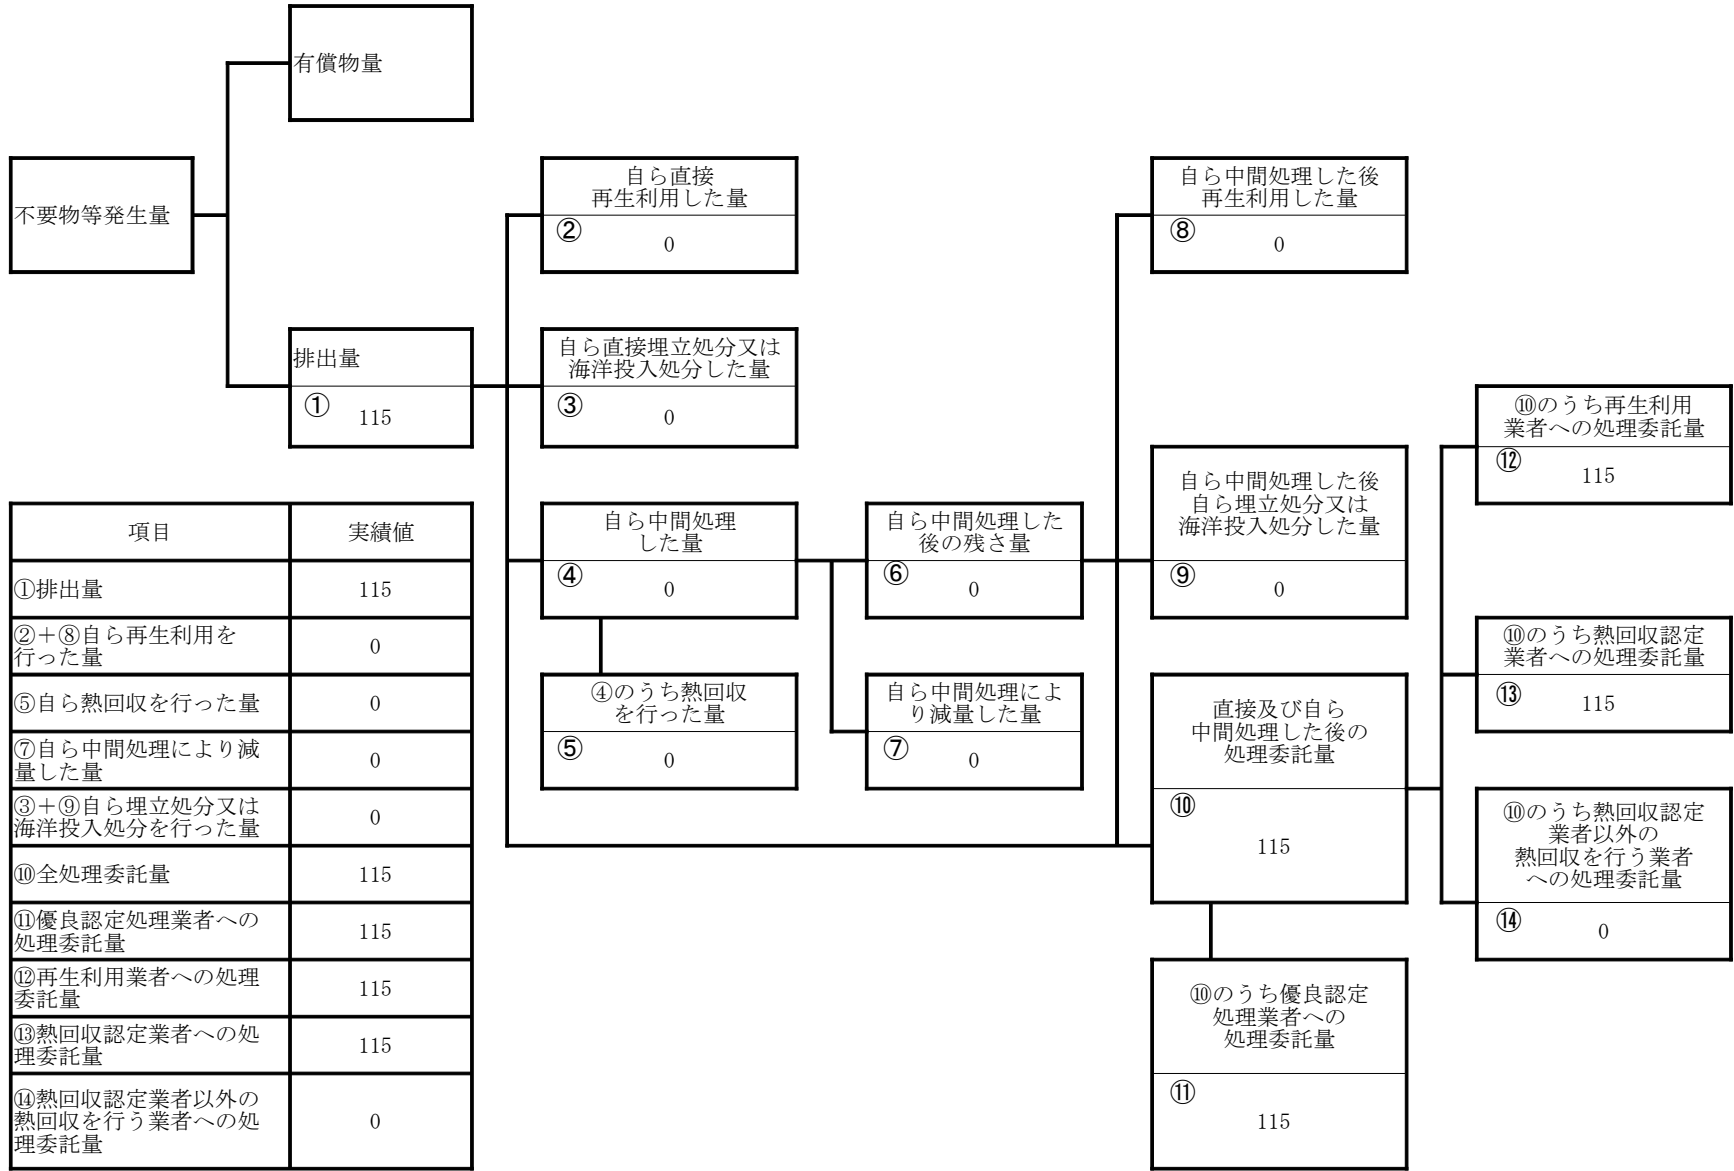 有償物量
不要物等発生量
排出量
①
115
自ら直接
再生利用した量
②
0
自ら直接埋立処分又は
海洋投入処分した量
③
0
自ら中間処理
した量
④
0
④のうち熱回収
を行った量
⑤
0
自ら中間処理した
後の残さ量
⑥
0
自ら中間処理によ
り減量した量
⑦
0
自ら中間処理した後
再生利用した量
⑧
0
自ら中間処理した後
自ら埋立処分又は
海洋投入処分した量
⑨
0
直接及び自ら
中間処理した後の
処理委託量
⑩
115
⑩のうち優良認定
処理業者への
処理委託量
⑪
115
⑩のうち再生利用
業者への処理委託量
⑫
115
⑩のうち熱回収認定
業者への処理委託量
⑬
115
⑩のうち熱回収認定
業者以外の
熱回収を行う業者
への処理委託量
⑭
0
項目 実績値
①排出量 115
②＋⑧自ら再生利用を
行った量
0
⑤自ら熱回収を行った量 0
⑦自ら中間処理により減
量した量
0
③＋⑨自ら埋立処分又は
海洋投入処分を行った量
0
⑩全処理委託量 115
⑪優良認定処理業者への
処理委託量
115
⑫再生利用業者への処理
委託量
115
⑬熱回収認定業者への処
理委託量
115
⑭熱回収認定業者以外の
熱回収を行う業者への処
理委託量
0